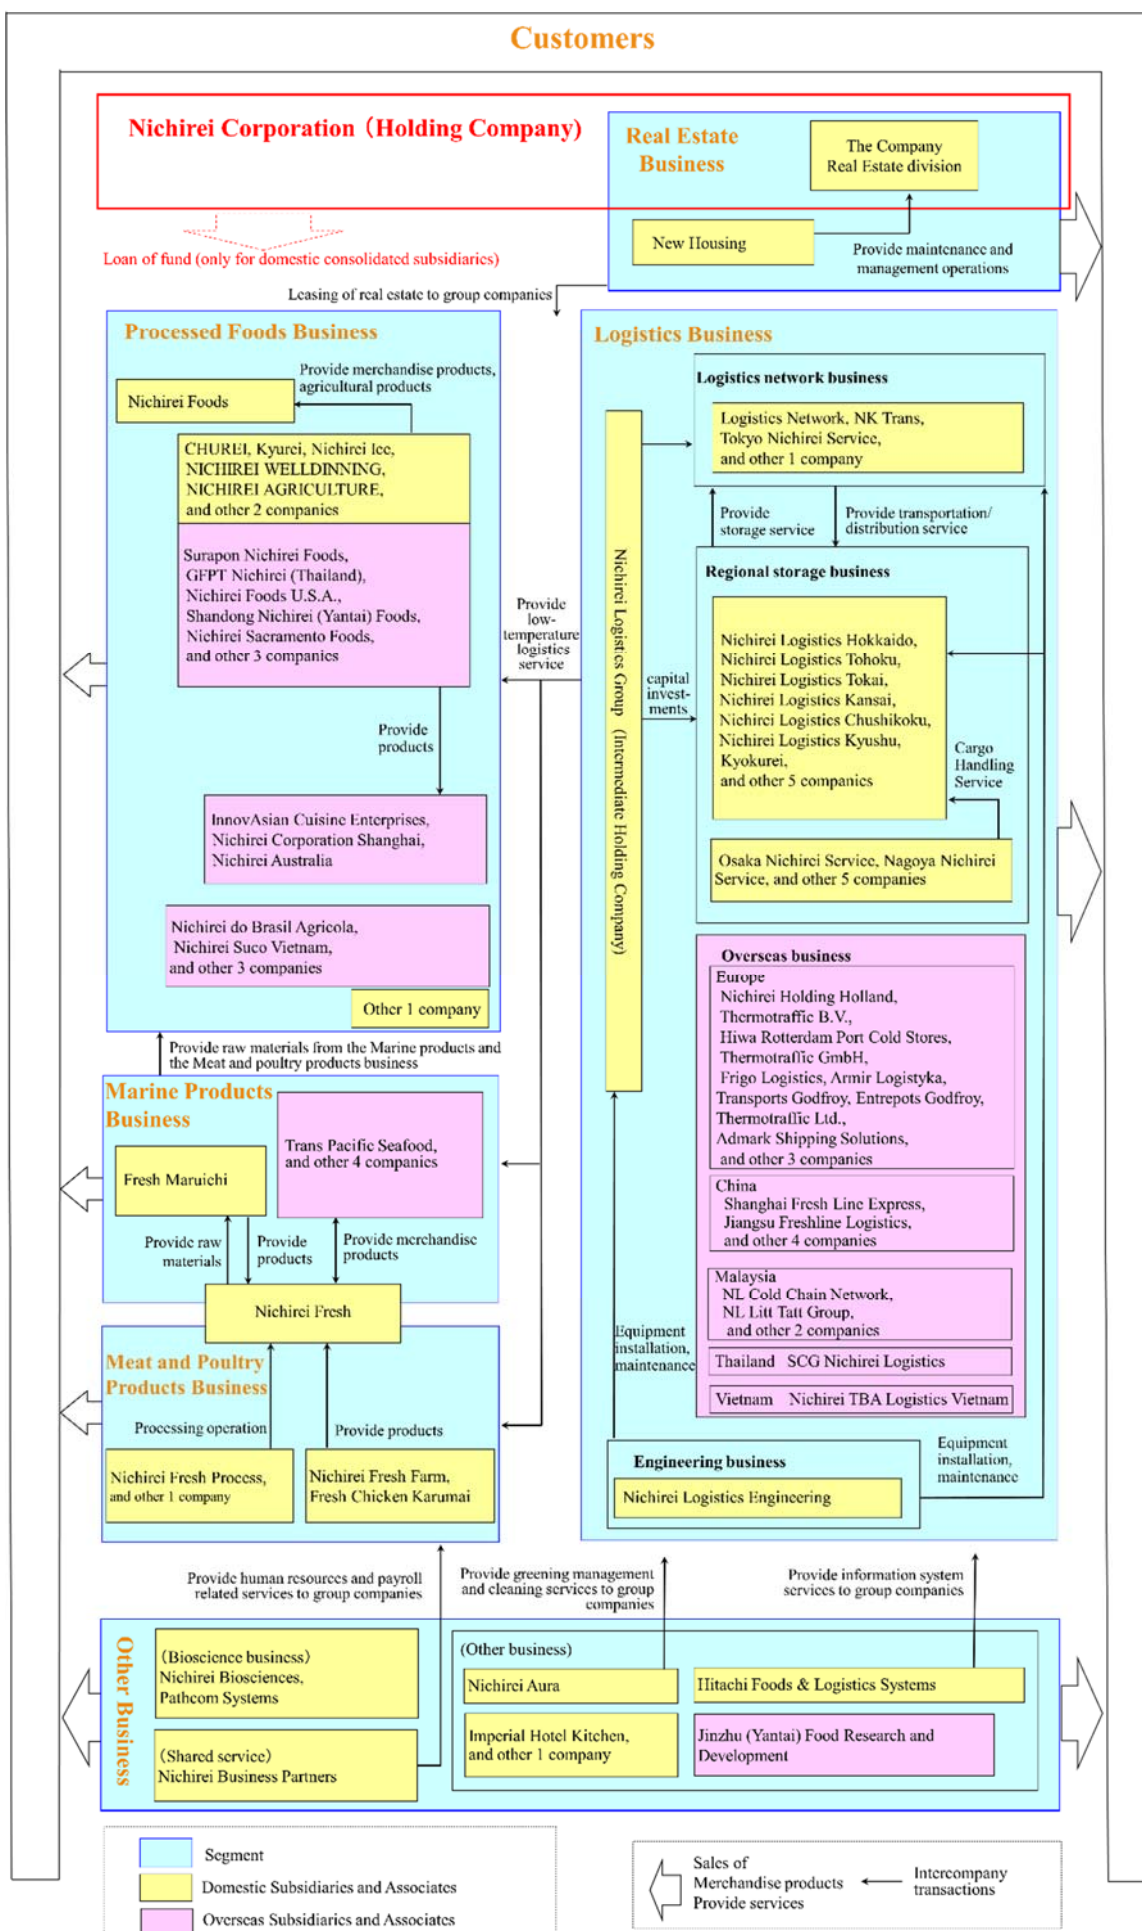 Customers
Nichirei Corporation (Holding Company)
Real Estate
Business
The Company
Real Estate division
New Housing
Provide maintenance and
management operations
Loan of fund (only for domestic consolidated subsidiaries)
Leasing of real estate to group companies
Processed Foods Business
Provide merchandise products,
agricultural products
Nichirei Foods
CHUREI, Kyurei, Nichirei Ice,
NICHIREI WELLDINNING,
NICHIREI AGRICULTURE,
and other 2 companies
Surapon Nichirei Foods,
GFPT Nichirei (Thailand),
Nichirei Foods U.S.A.,
Shandong Nichirei (Yantai) Foods,
Nichirei Sacramento Foods,
and other 3 companies
Provide
products
InnovAsian Cuisine Enterprises,
Nichirei Corporation Shanghai,
Nichirei Australia
Nichirei do Brasil Agricola,
Nichirei Suco Vietnam,
and other 3 companies
Other 1 company
Provide raw materials from the Marine products and
the Meat and poultry products business
Marine Products
Business
Trans Pacific Seafood,
and other 4 companies
Fresh Maruichi
Provide raw
materials
Provide
products
Provide merchandise
products
Nichirei Fresh
Meat and Poultry
Products Business
Processing operation
Provide products
Nichirei Fresh Process,
and other 1 company
Nichirei Fresh Farm,
Fresh Chicken Karumai
Provide
low-
temperature
logistics
service
Logistics Business
Nichirei Logistics Group (Intermediate Holding Company)
capital
invest-
ments
Logistics network business
Logistics Network, NK Trans,
Tokyo Nichirei Service,
and other 1 company
Provide
storage service
Provide transportation/
distribution service
Regional storage business
Nichirei Logistics Hokkaido,
Nichirei Logistics Tohoku,
Nichirei Logistics Tokai,
Nichirei Logistics Kansai,
Nichirei Logistics Chushikoku,
Nichirei Logistics Kyushu,
Kyokurei,
and other 5 companies
Cargo
Handling
Service
Osaka Nichirei Service, Nagoya Nichirei
Service, and other 5 companies
Overseas business
Europe
Nichirei Holding Holland,
Thermotraffic B.V.,
Hiwa Rotterdam Port Cold Stores,
Thermotraffic GmbH,
Frigo Logistics, Armir Logistyka,
Transports Godfroy, Entrepots Godfroy,
Thermotraffic Ltd.,
Admark Shipping Solutions,
and other 3 companies
China
Shanghai Fresh Line Express,
Jiangsu Freshline Logistics,
and other 4 companies
Malaysia
NL Cold Chain Network,
NL Litt Tatt Group,
and other 2 companies
Thailand SCG Nichirei Logistics
Vietnam Nichirei TBA Logistics Vietnam
Equipment
installation,
maintenance
Engineering business
Nichirei Logistics Engineering
Equipment
installation,
maintenance
Provide human resources and payroll
related services to group companies
Provide greening management
and cleaning services to group
companies
Provide information system
services to group companies
Other Business
(Bioscience business)
Nichirei Biosciences,
Pathcom Systems
(Shared service)
Nichirei Business Partners
(Other business)
Nichirei Aura
Hitachi Foods & Logistics Systems
Imperial Hotel Kitchen,
and other 1 company
Jinzhu (Yantai) Food Research and
Development
Segment
Domestic Subsidiaries and Associates
Overseas Subsidiaries and Associates
Sales of
Merchandise products
Provide services
Intercompany
transactions